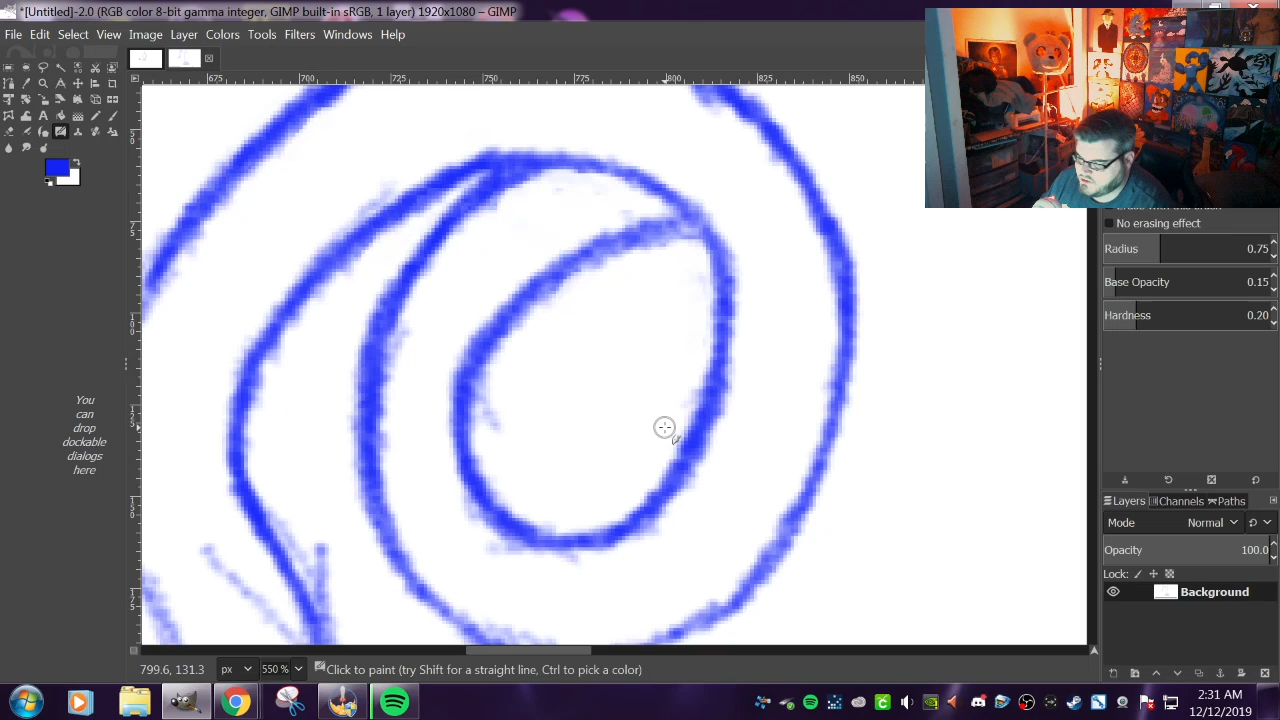 *[Untitled]-2.0 (RGB color 8-bit gamma integer, GIMP built-in sRGB, 1 layer) 1920x1080 – GIMP
File Edit Select View Image Layer Colors Tools Filters Windows Help
675 700 725 750 775 800 825 850
No erasing effect
Radius 0.75
Base Opacity 0.15
Hardness 0.20
You
can
drop
dockable
dialogs
here
Layers Channels Paths
Mode Normal
Opacity 100.0
Lock:
Background
799.6, 131.3 px 550 % Click to paint (try Shift for a straight line, Ctrl to pick a color)
2:31 AM
12/12/2019